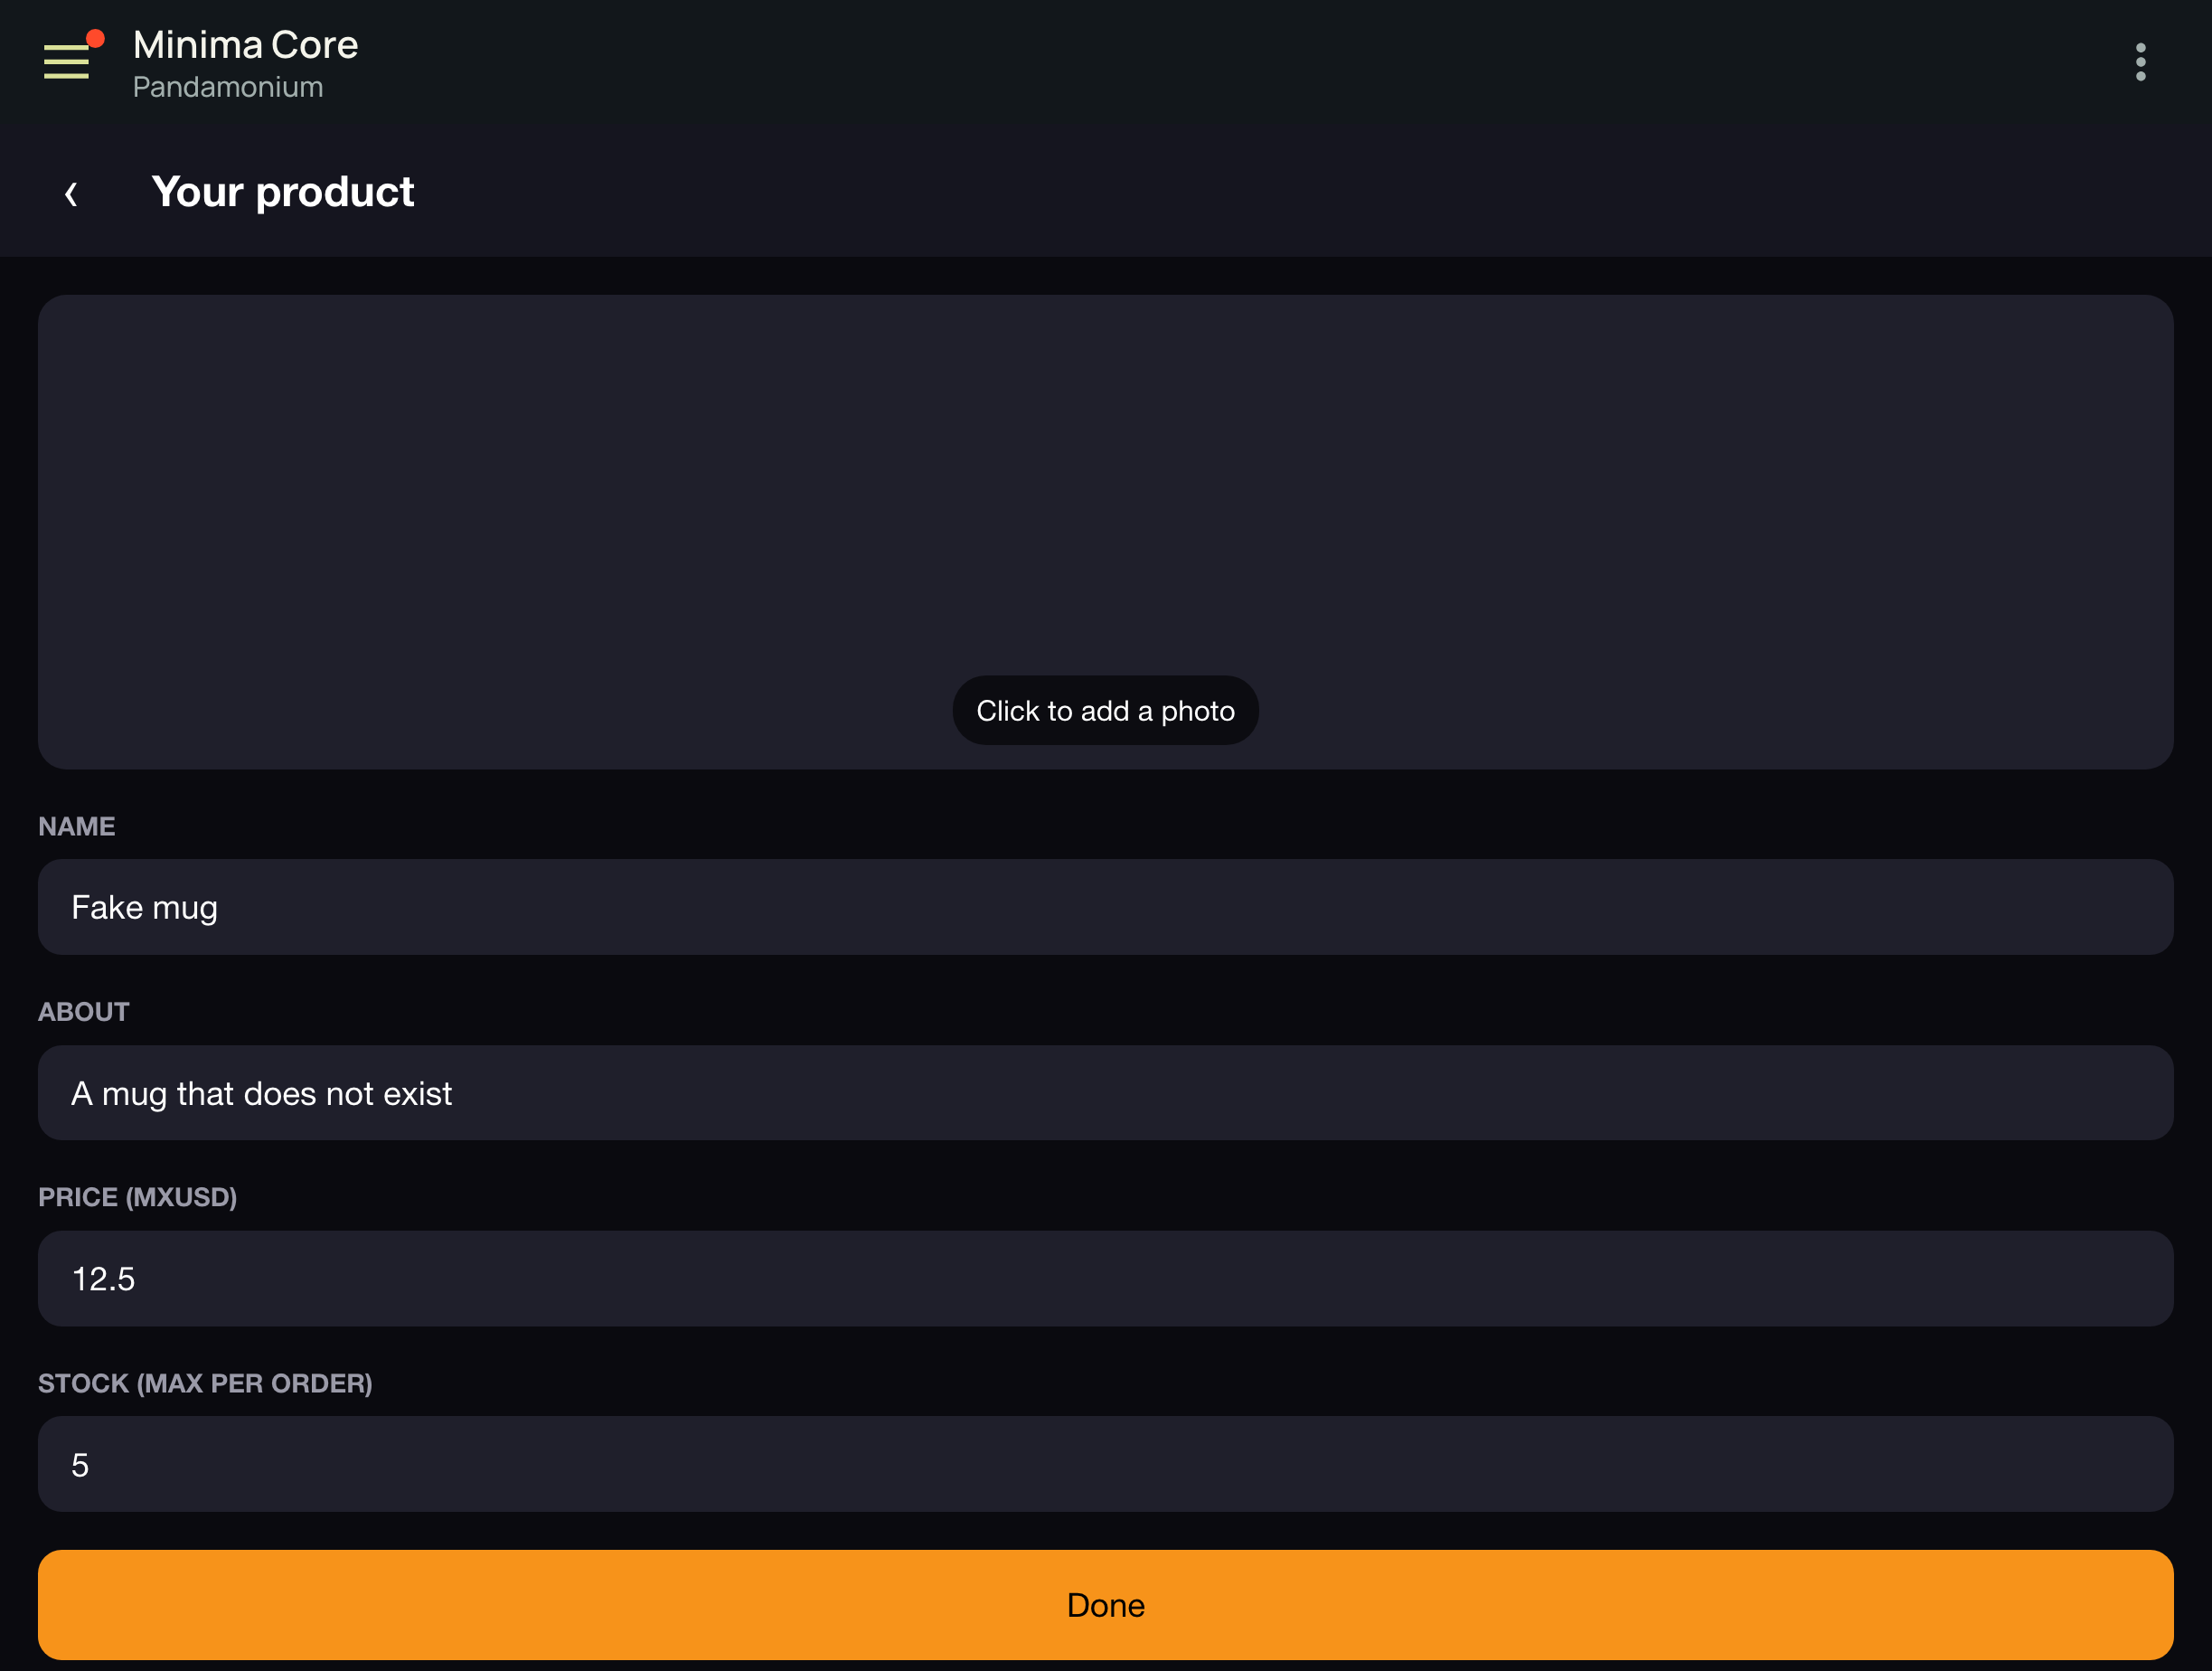 Minima Core
Pandamonium
Your product
Click to add a photo
NAME
Fake mug
ABOUT
A mug that does not exist
PRICE (MXUSD)
12.5
STOCK (MAX PER ORDER)
5
Done